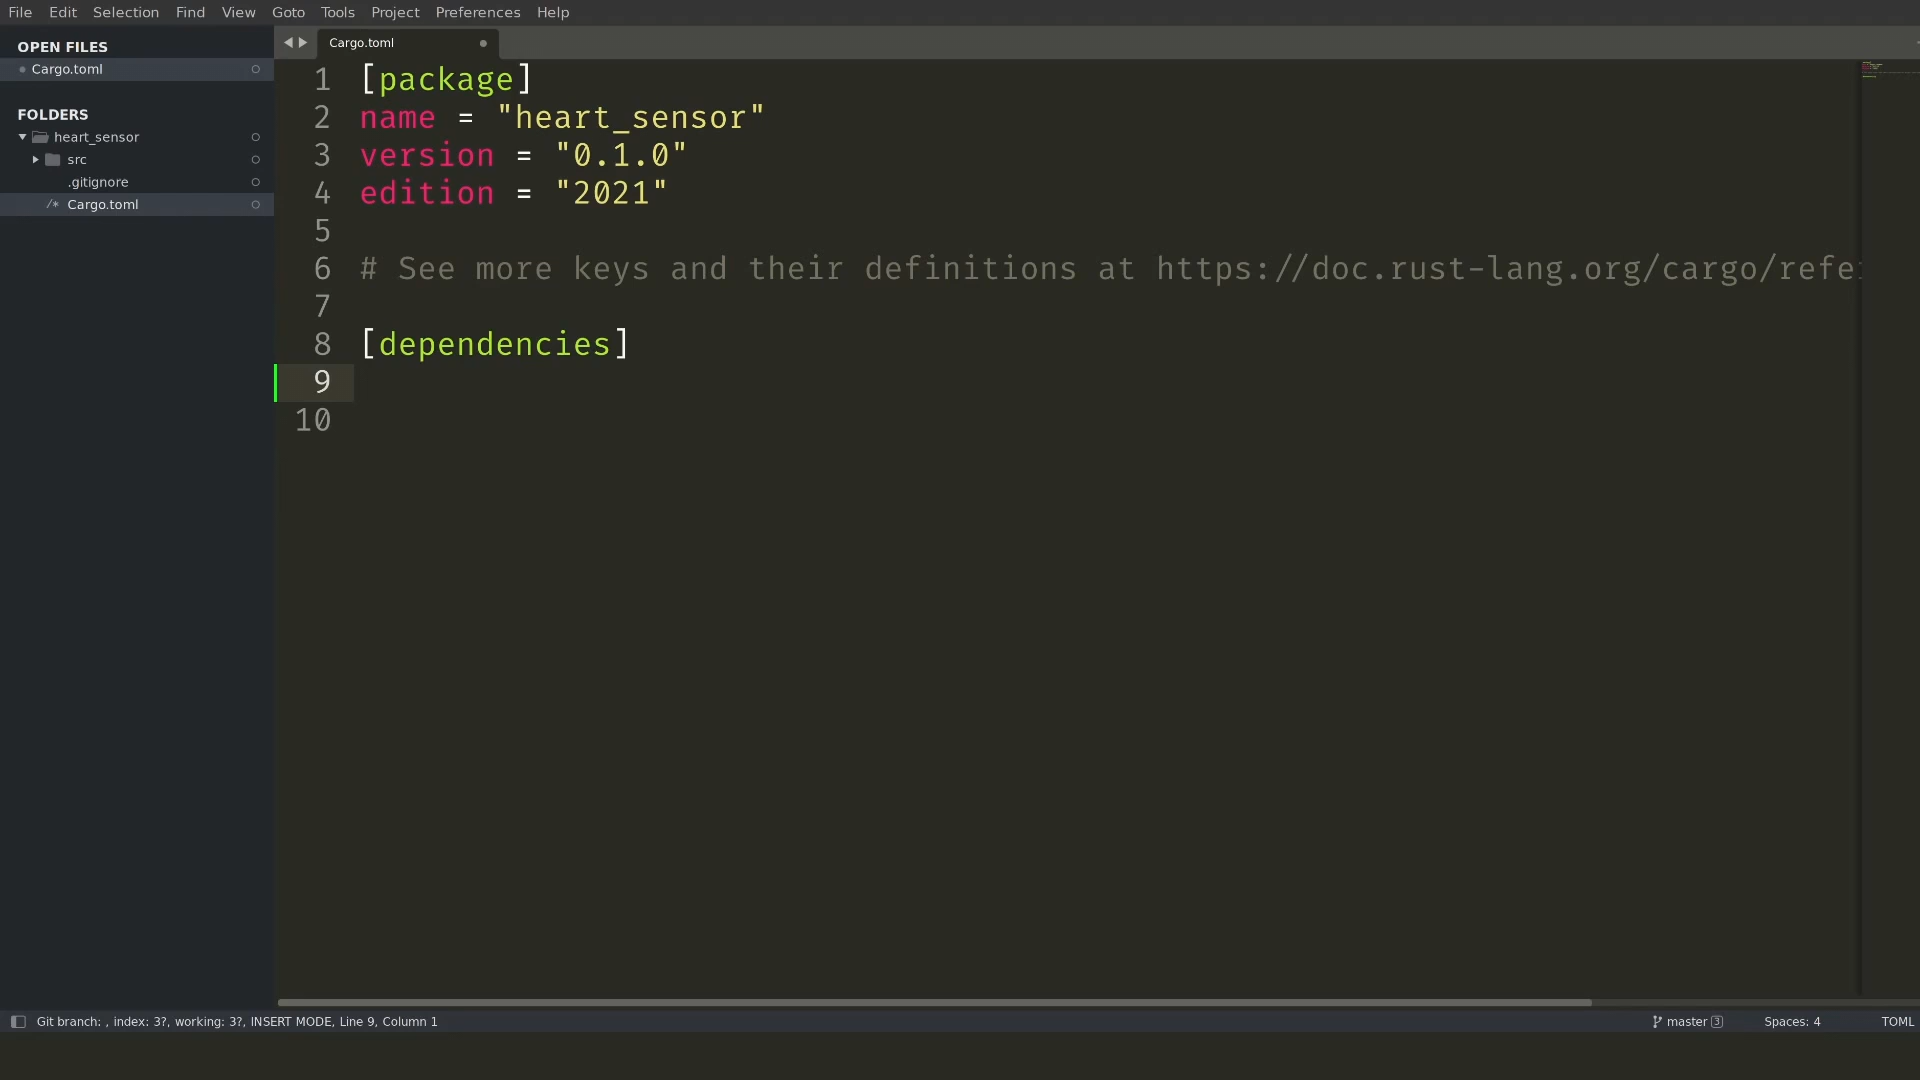 File Edit Selection Find View Goto Tools Project Preferences Help
OPEN FILES
Cargo.toml
FOLDERS
heart_sensor
src
.gitignore
/* Cargo.toml
Cargo.toml
1 [package]
2 name = "heart_sensor"
3 version = "0.1.0"
4 edition = "2021"
5
6 # See more keys and their definitions at https://doc.rust-lang.org/cargo/refe
7
8 [dependencies]
9
10
Git branch: , index: 3?, working: 3?, INSERT MODE, Line 9, Column 1 master 3 Spaces: 4 TOML